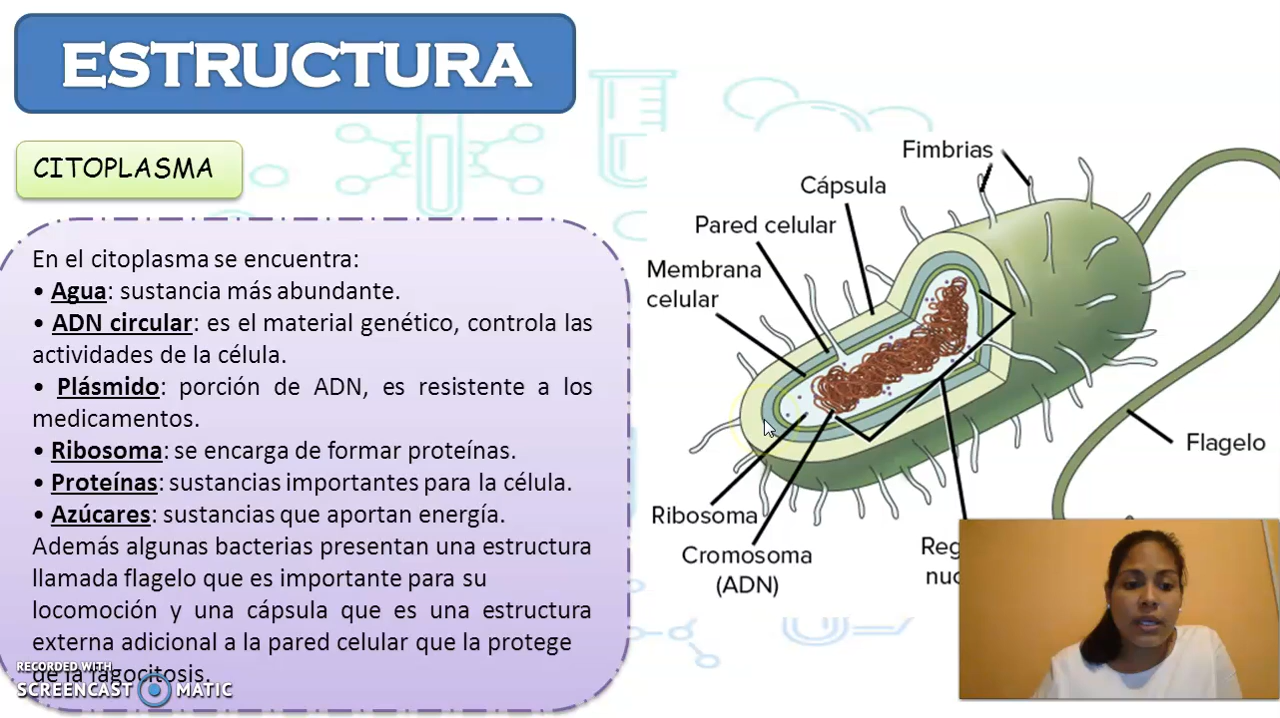 ESTRUCTURA
CITOPLASMA
En el citoplasma se encuentra:
• Agua: sustancia más abundante.
• ADN circular: es el material genético, controla las
actividades de la célula.
• Plásmido: porción de ADN, es resistente a los
medicamentos.
• Ribosoma: se encarga de formar proteínas.
• Proteínas: sustancias importantes para la célula.
• Azúcares: sustancias que aportan energía.
Además algunas bacterias presentan una estructura
llamada flagelo que es importante para su
locomoción y una cápsula que es una estructura
externa adicional a la pared celular que la protege
de la fagocitosis.
RECORDED WITH
SCREENCAST MATIC
Fimbrias
Cápsula
Pared celular
Membrana
celular
Flagelo
Ribosoma
Cromosoma
(ADN)